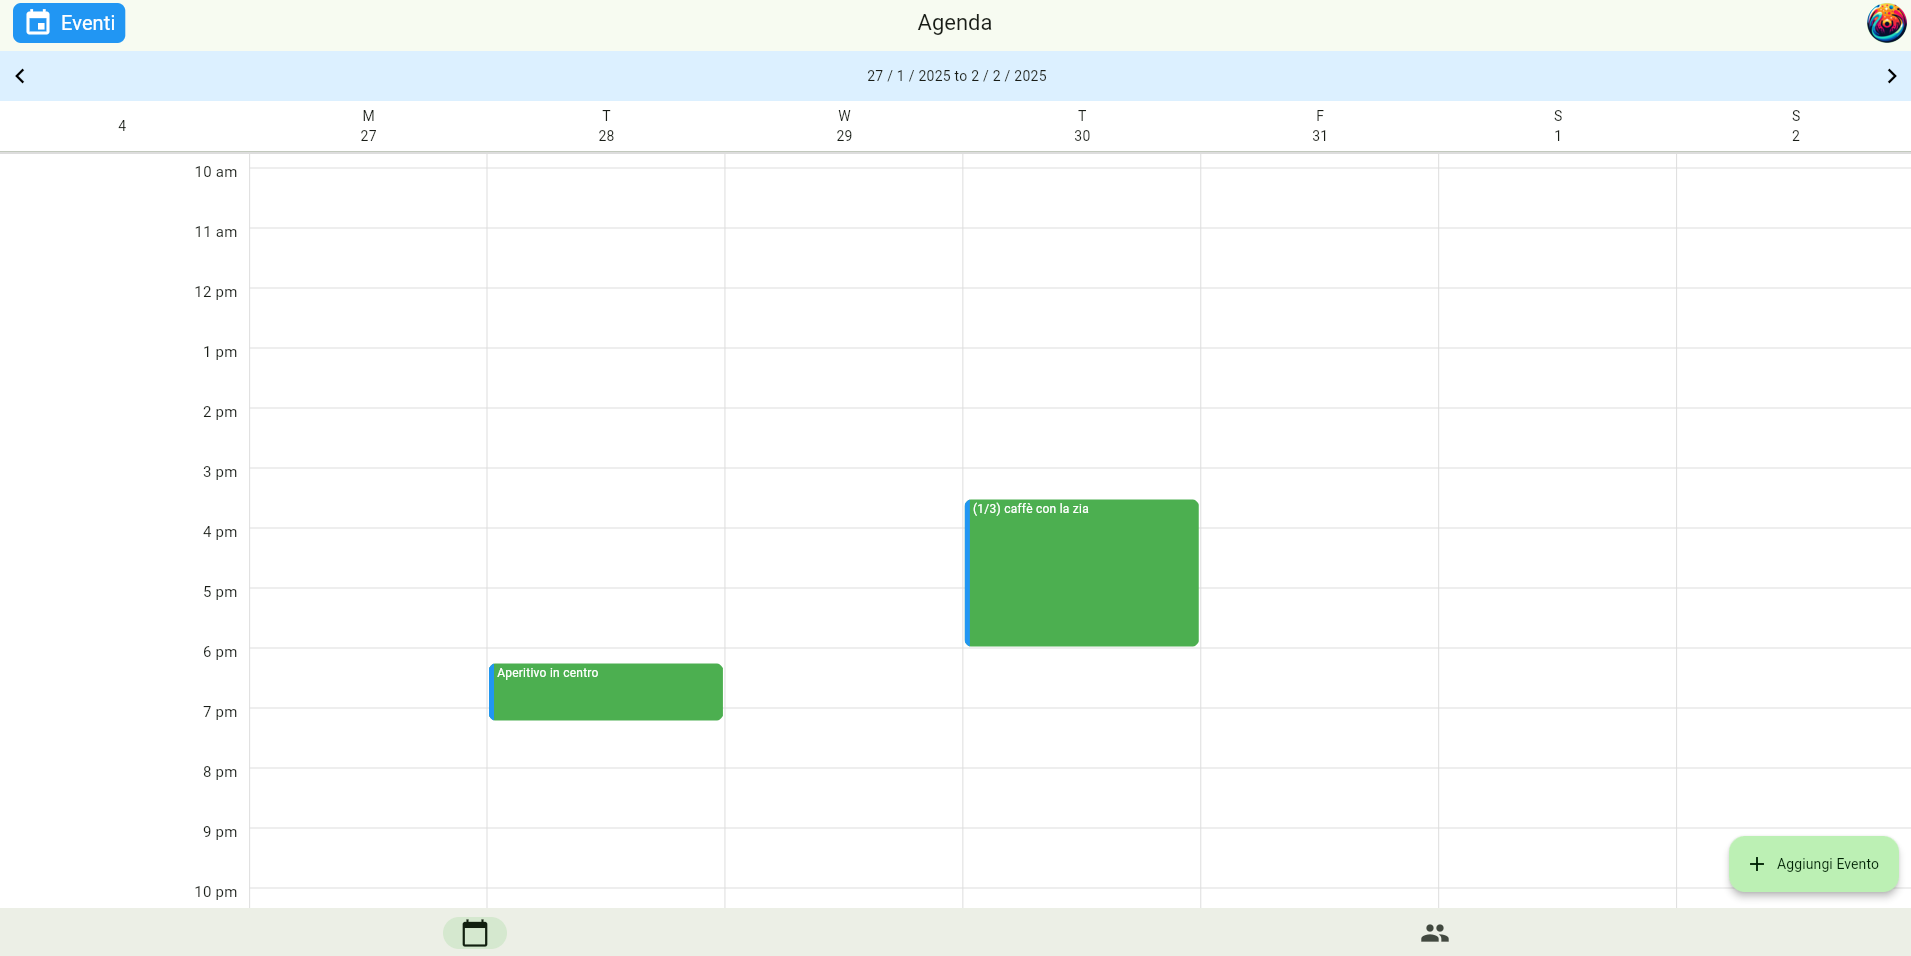 Eventi
Agenda
27 / 1 / 2025 to 2 / 2 / 2025
4
M
27
T
28
W
29
T
30
F
31
S
1
S
2
10 am
11 am
12 pm
1 pm
2 pm
3 pm
(1/3) caffè con la zia
4 pm
5 pm
6 pm
Aperitivo in centro
7 pm
8 pm
9 pm
Aggiungi Evento
10 pm